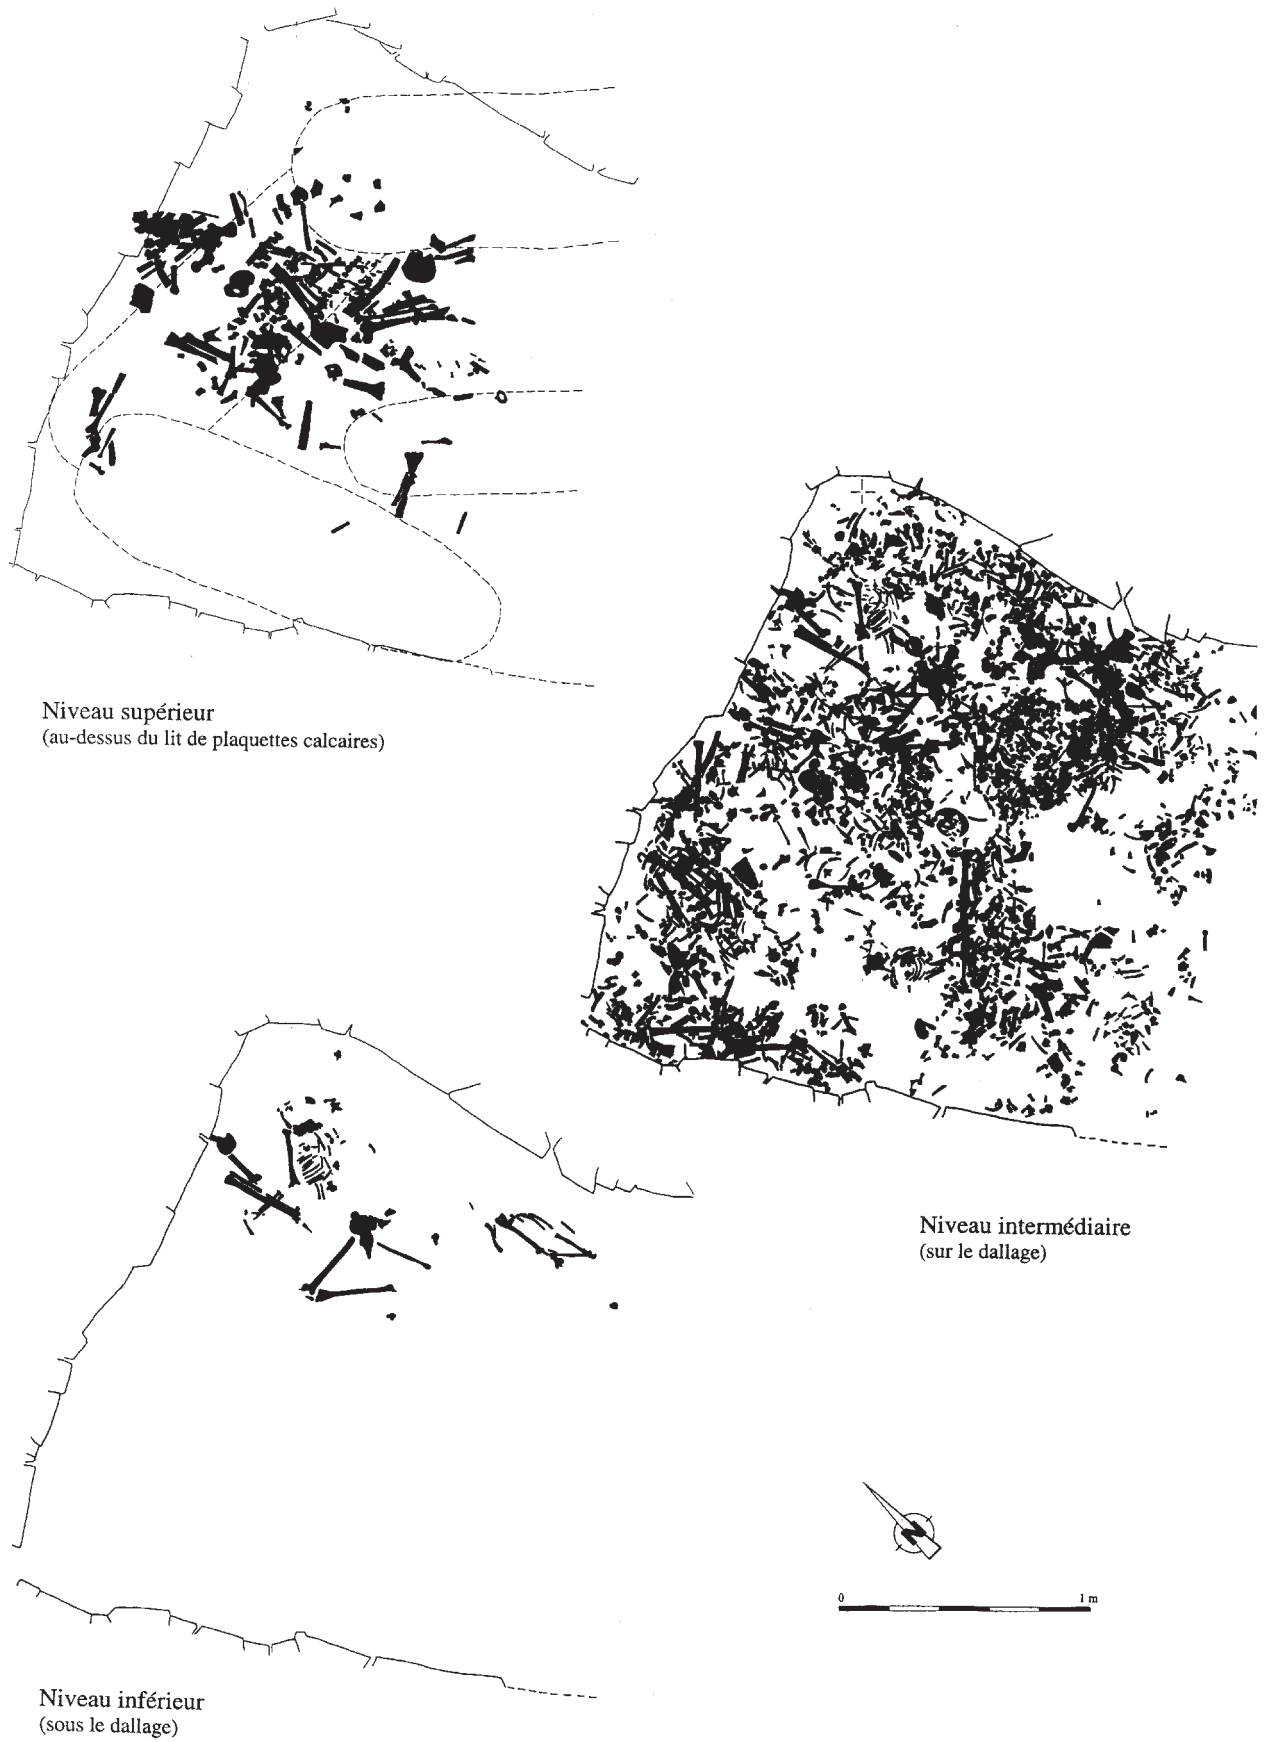 Niveau supérieur
(au-dessus du lit de plaquettes calcaires)
Niveau intermédiaire
(sur le dallage)
N
0 1 m
Niveau inférieur
(sous le dallage)